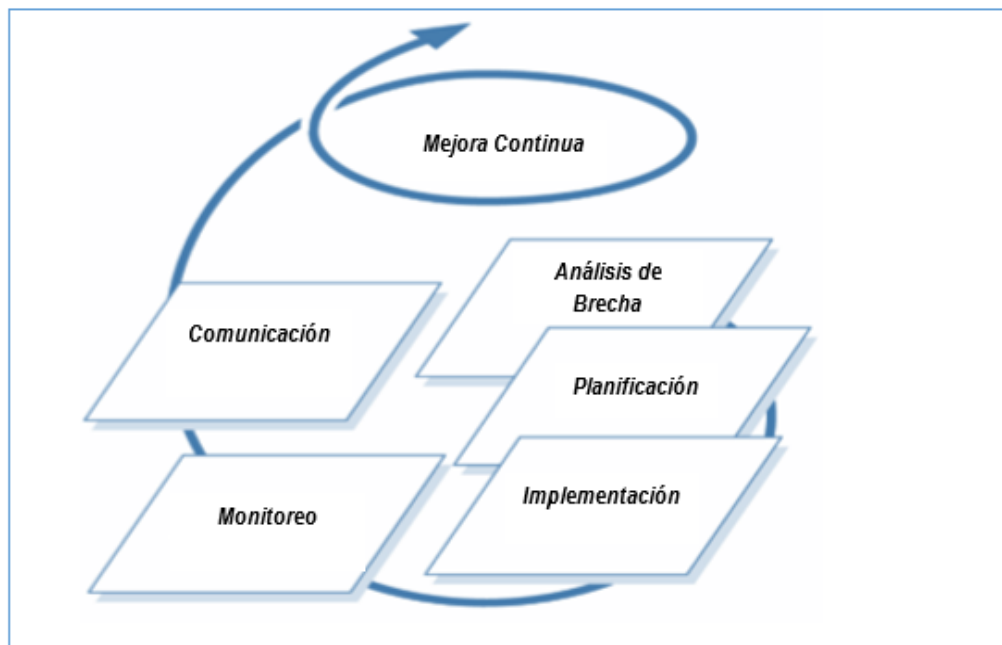 Mejora Continua
Análisis de
Brecha
Comunicación
Planificación
Implementación
Monitoreo